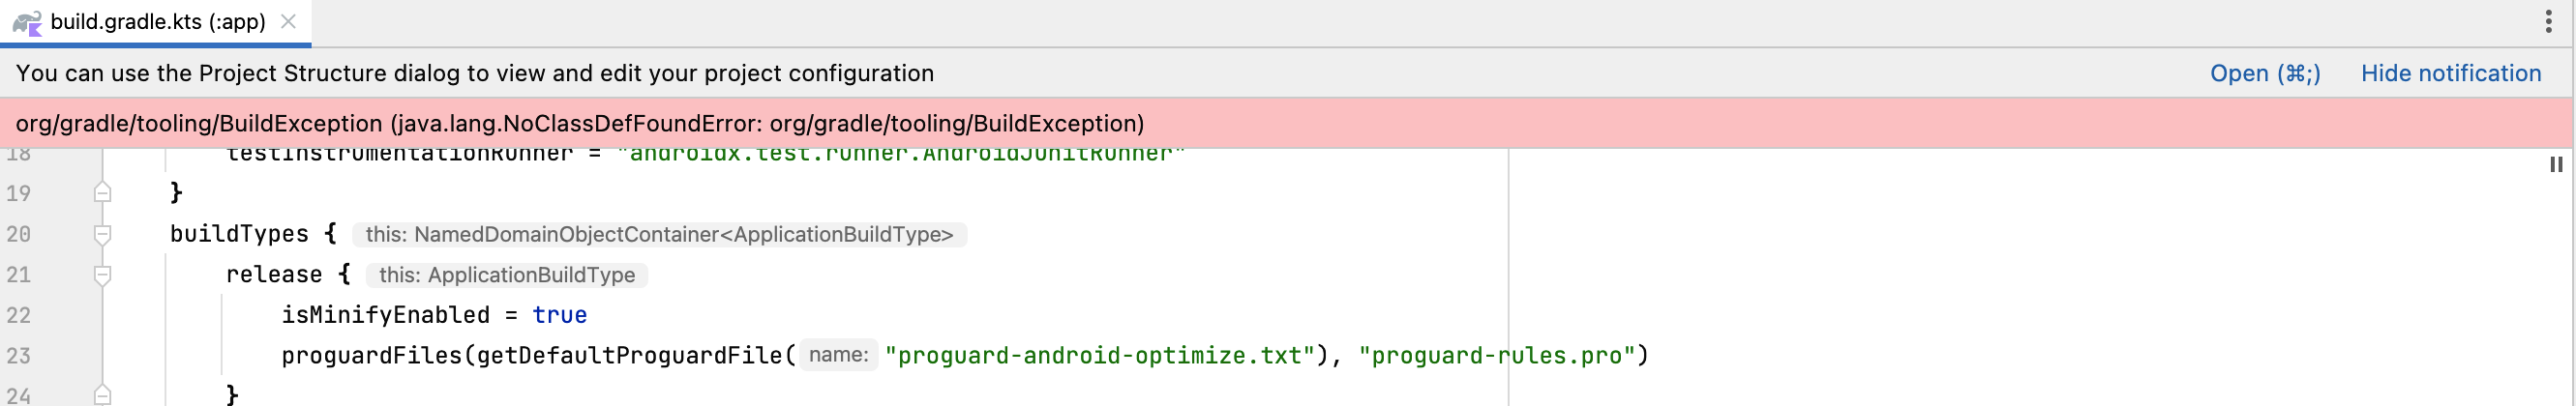 build.gradle.kts (:app)
You can use the Project Structure dialog to view and edit your project configuration Open (⌘;) Hide notification
org/gradle/tooling/BuildException (java.lang.NoClassDefFoundError: org/gradle/tooling/BuildException)
18 testInstrumentationRunner = "androidx.test.runner.AndroidJUnitRunner"
19 }
20 buildTypes { this: NamedDomainObjectContainer<ApplicationBuildType>
21 release { this: ApplicationBuildType
22 isMinifyEnabled = true
23 proguardFiles(getDefaultProguardFile( name: "proguard-android-optimize.txt"), "proguard-rules.pro")
24 }